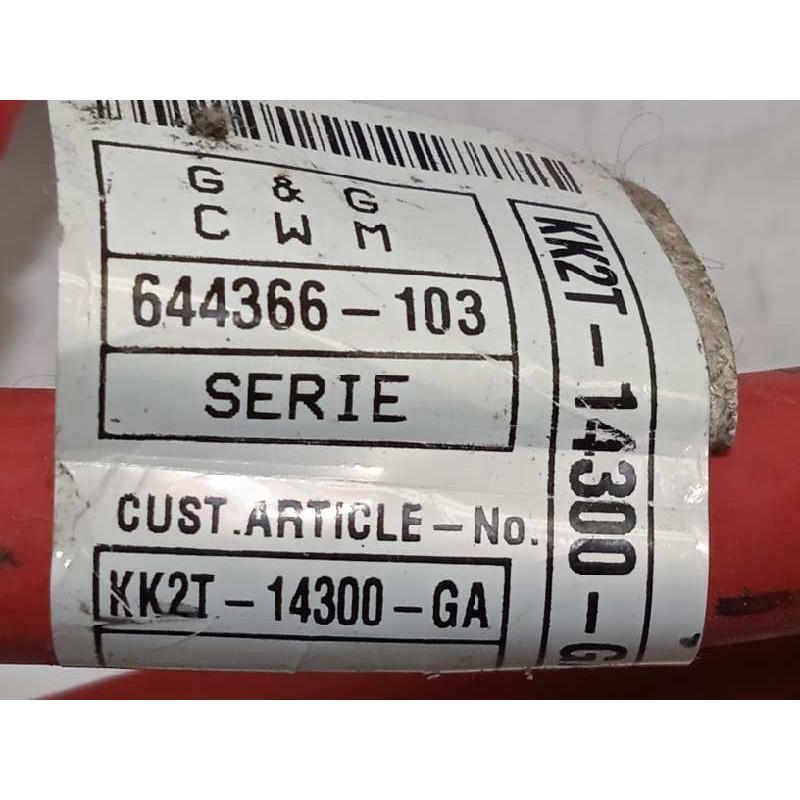 G & G
C W M
644366-103
SERIE
CUST.ARTICLE-No.
KK2T-14300-GA
KK2T-14300-G